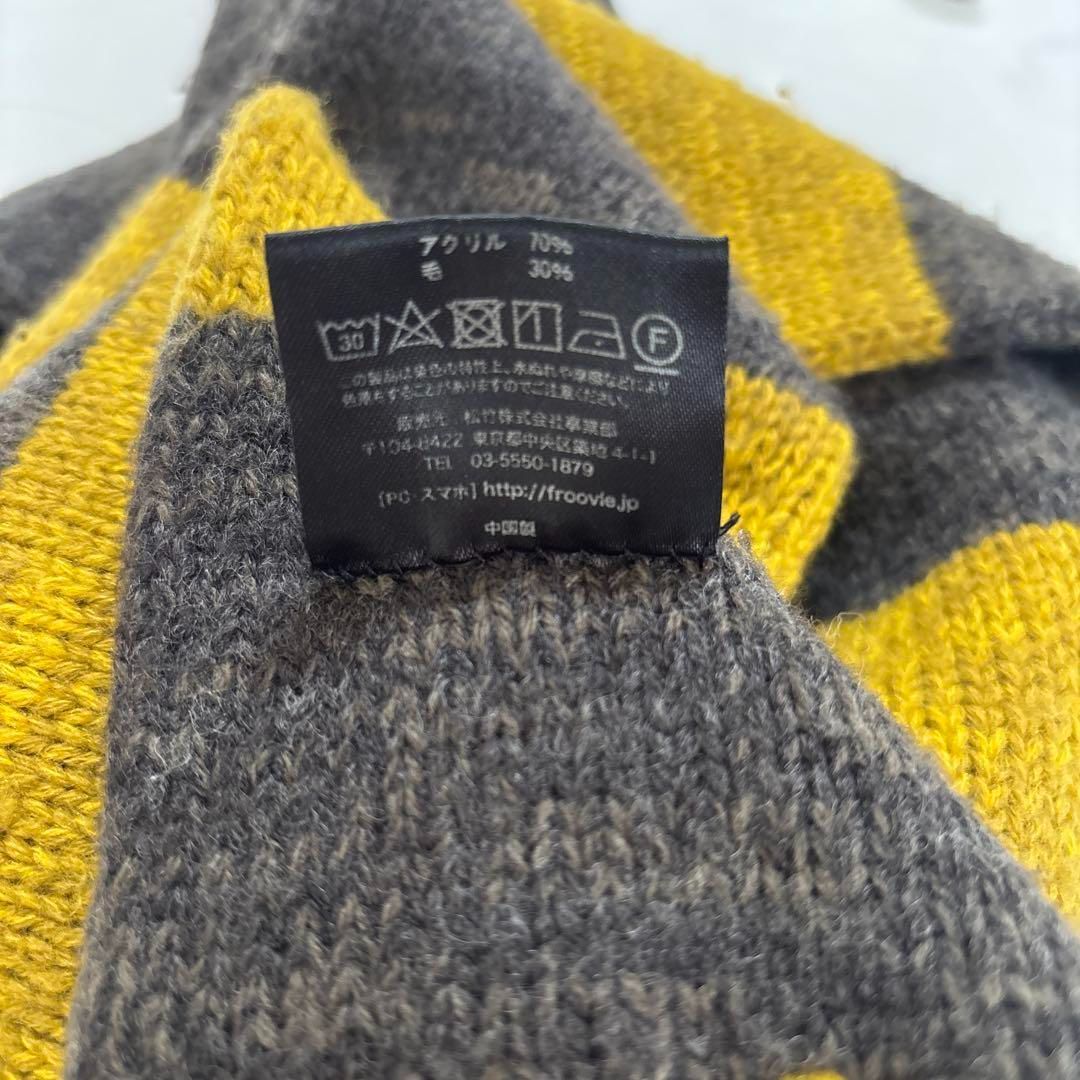 アクリル 70%
毛 30%
30 F
この製品は染色の特性上、水ぬれや摩擦などにより
色落ちすることがありますのでご注意ください。
販売元 松竹株式会社事業部
〒104-8422 東京都中央区築地4-1-1
TEL 03-5550-1879
[PC・スマホ] http://froovie.jp
中国製